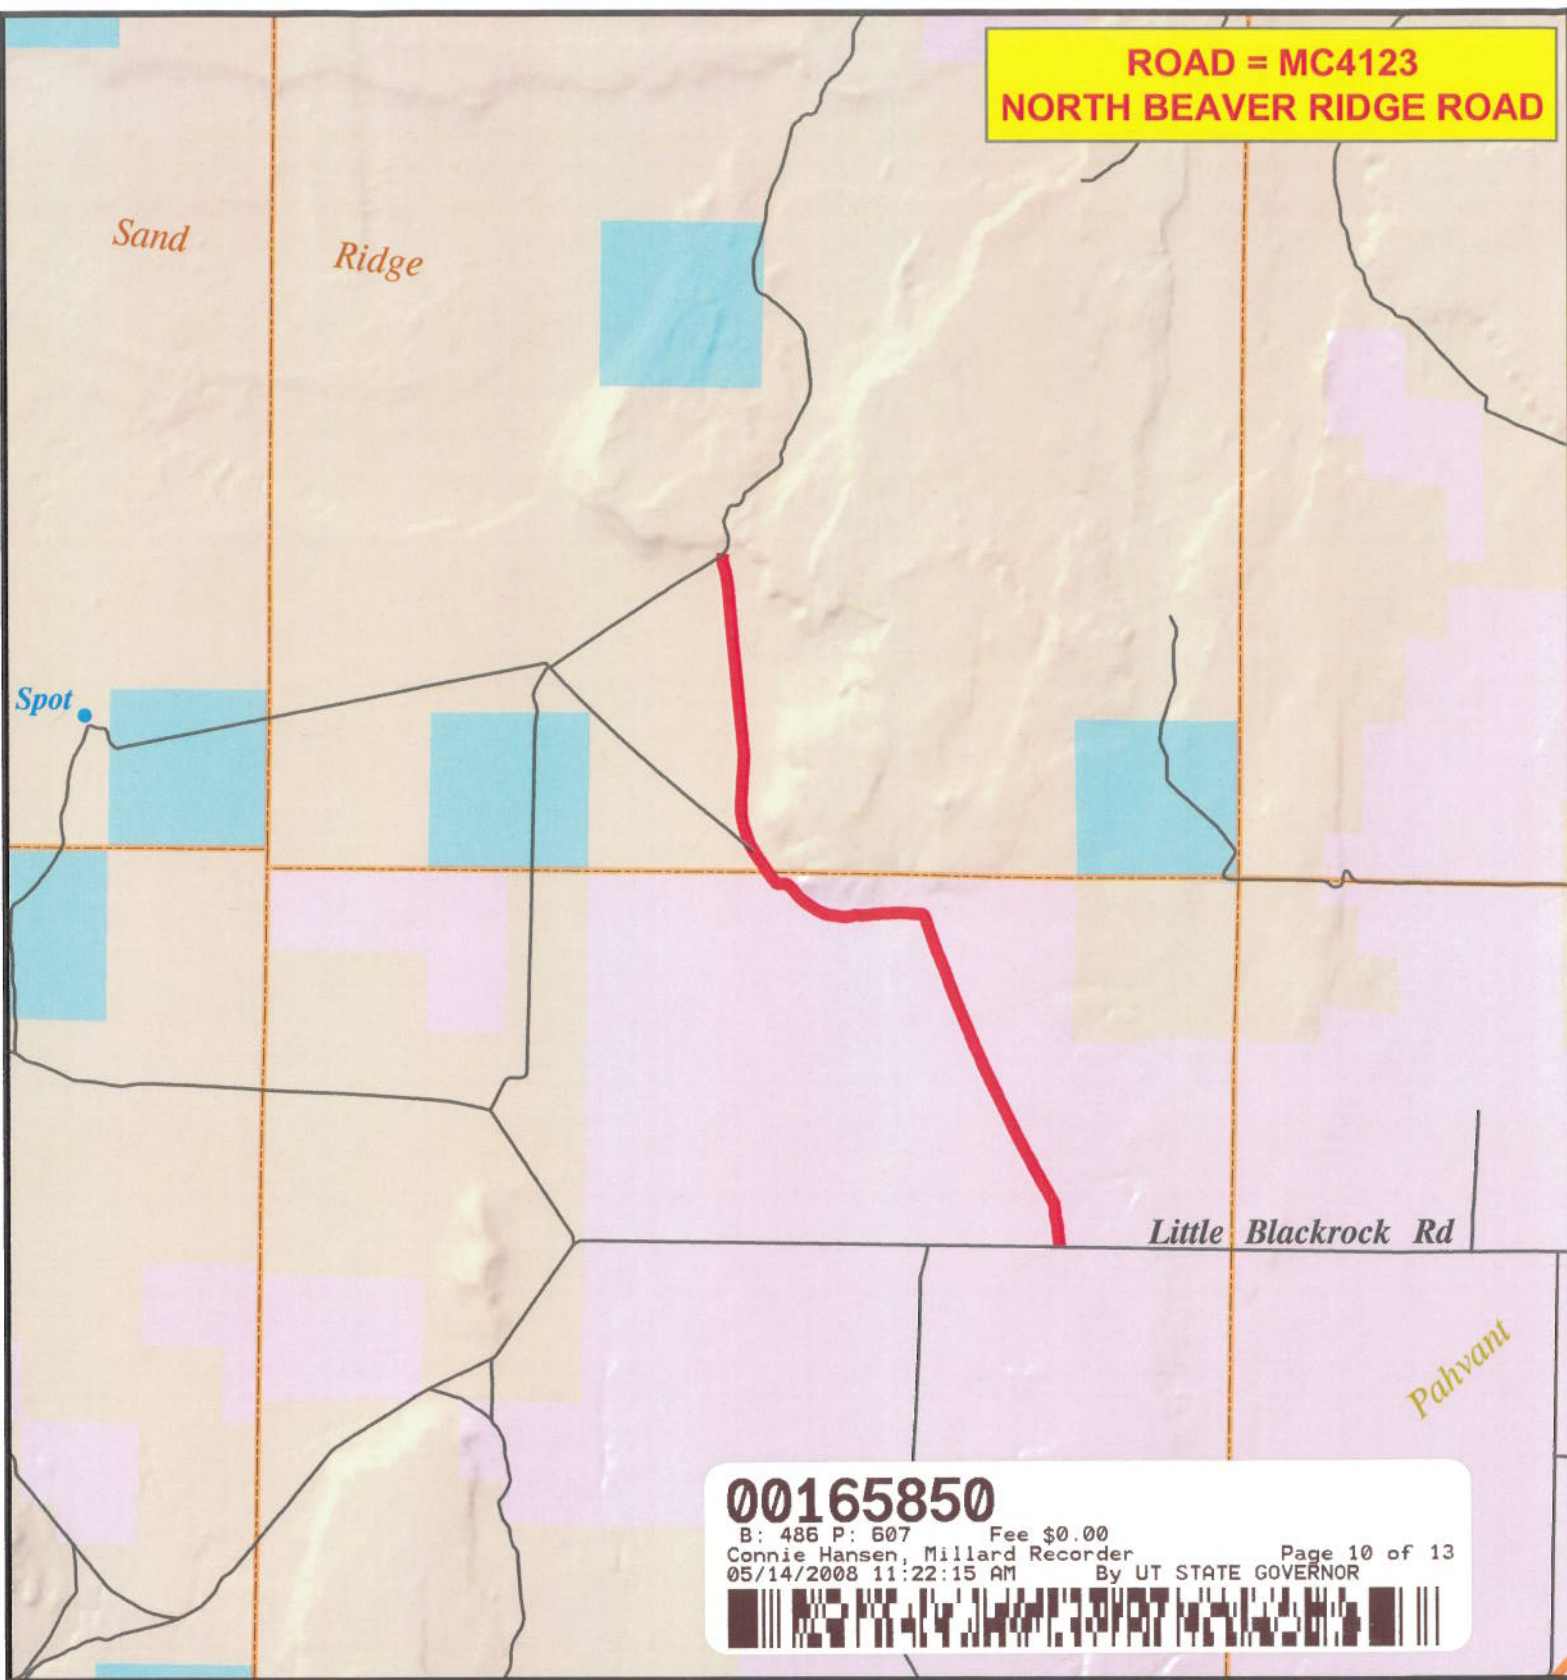 ROAD = MC4123
NORTH BEAVER RIDGE ROAD
Sand
Ridge
Spot
Little Blackrock Rd
Pahvant
00165850
B: 486 P: 607 Fee $0.00
Connie Hansen, Millard Recorder Page 10 of 13
05/14/2008 11:22:15 AM By UT STATE GOVERNOR